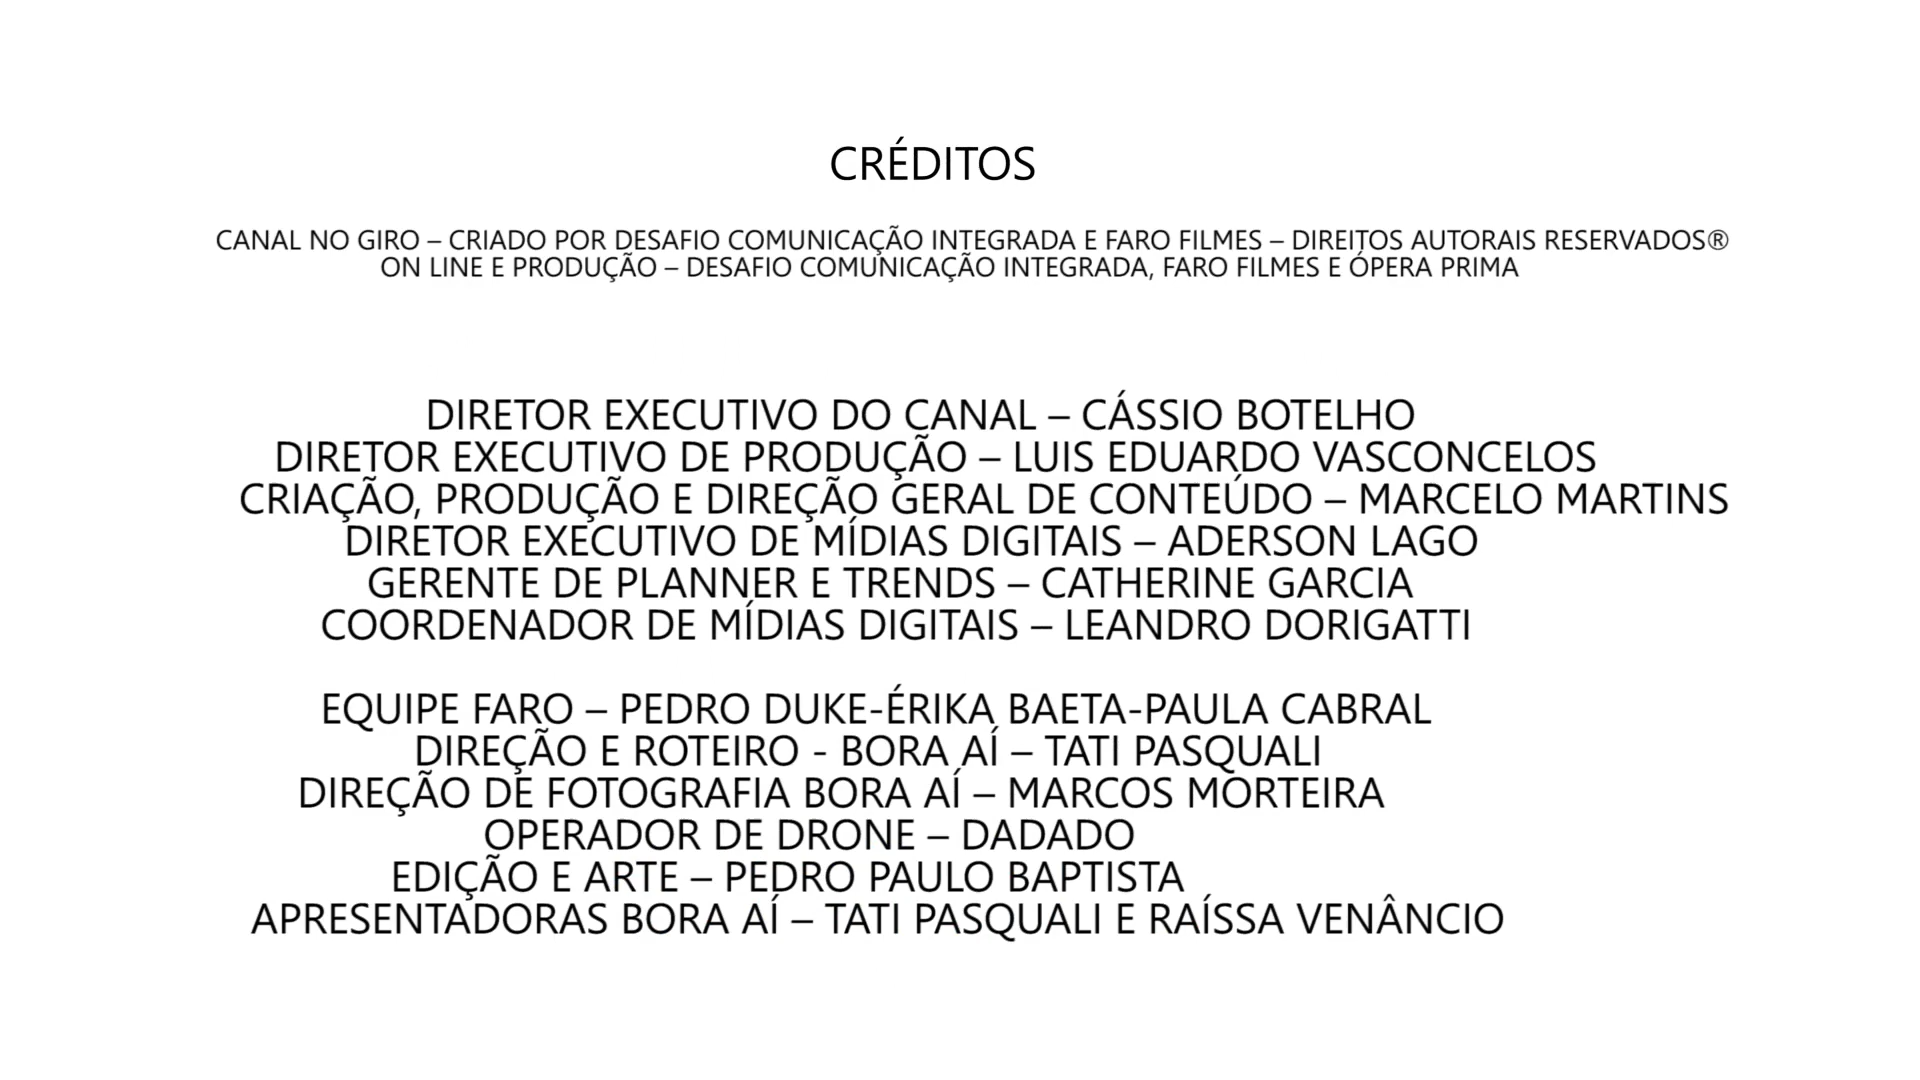 CRÉDITOS
CANAL NO GIRO – CRIADO POR DESAFIO COMUNICAÇÃO INTEGRADA E FARO FILMES – DIREITOS AUTORAIS RESERVADOS®
ON LINE E PRODUÇÃO – DESAFIO COMUNICAÇÃO INTEGRADA, FARO FILMES E ÓPERA PRIMA
DIRETOR EXECUTIVO DO CANAL – CÁSSIO BOTELHO
DIRETOR EXECUTIVO DE PRODUÇÃO – LUIS EDUARDO VASCONCELOS
CRIAÇÃO, PRODUÇÃO E DIREÇÃO GERAL DE CONTEÚDO – MARCELO MARTINS
DIRETOR EXECUTIVO DE MÍDIAS DIGITAIS – ADERSON LAGO
GERENTE DE PLANNER E TRENDS – CATHERINE GARCIA
COORDENADOR DE MÍDIAS DIGITAIS – LEANDRO DORIGATTI
EQUIPE FARO – PEDRO DUKE-ÉRIKA BAETA-PAULA CABRAL
DIREÇÃO E ROTEIRO - BORA AÍ – TATI PASQUALI
DIREÇÃO DE FOTOGRAFIA BORA AÍ – MARCOS MORTEIRA
OPERADOR DE DRONE – DADADO
EDIÇÃO E ARTE – PEDRO PAULO BAPTISTA
APRESENTADORAS BORA AÍ – TATI PASQUALI E RAÍSSA VENÂNCIO